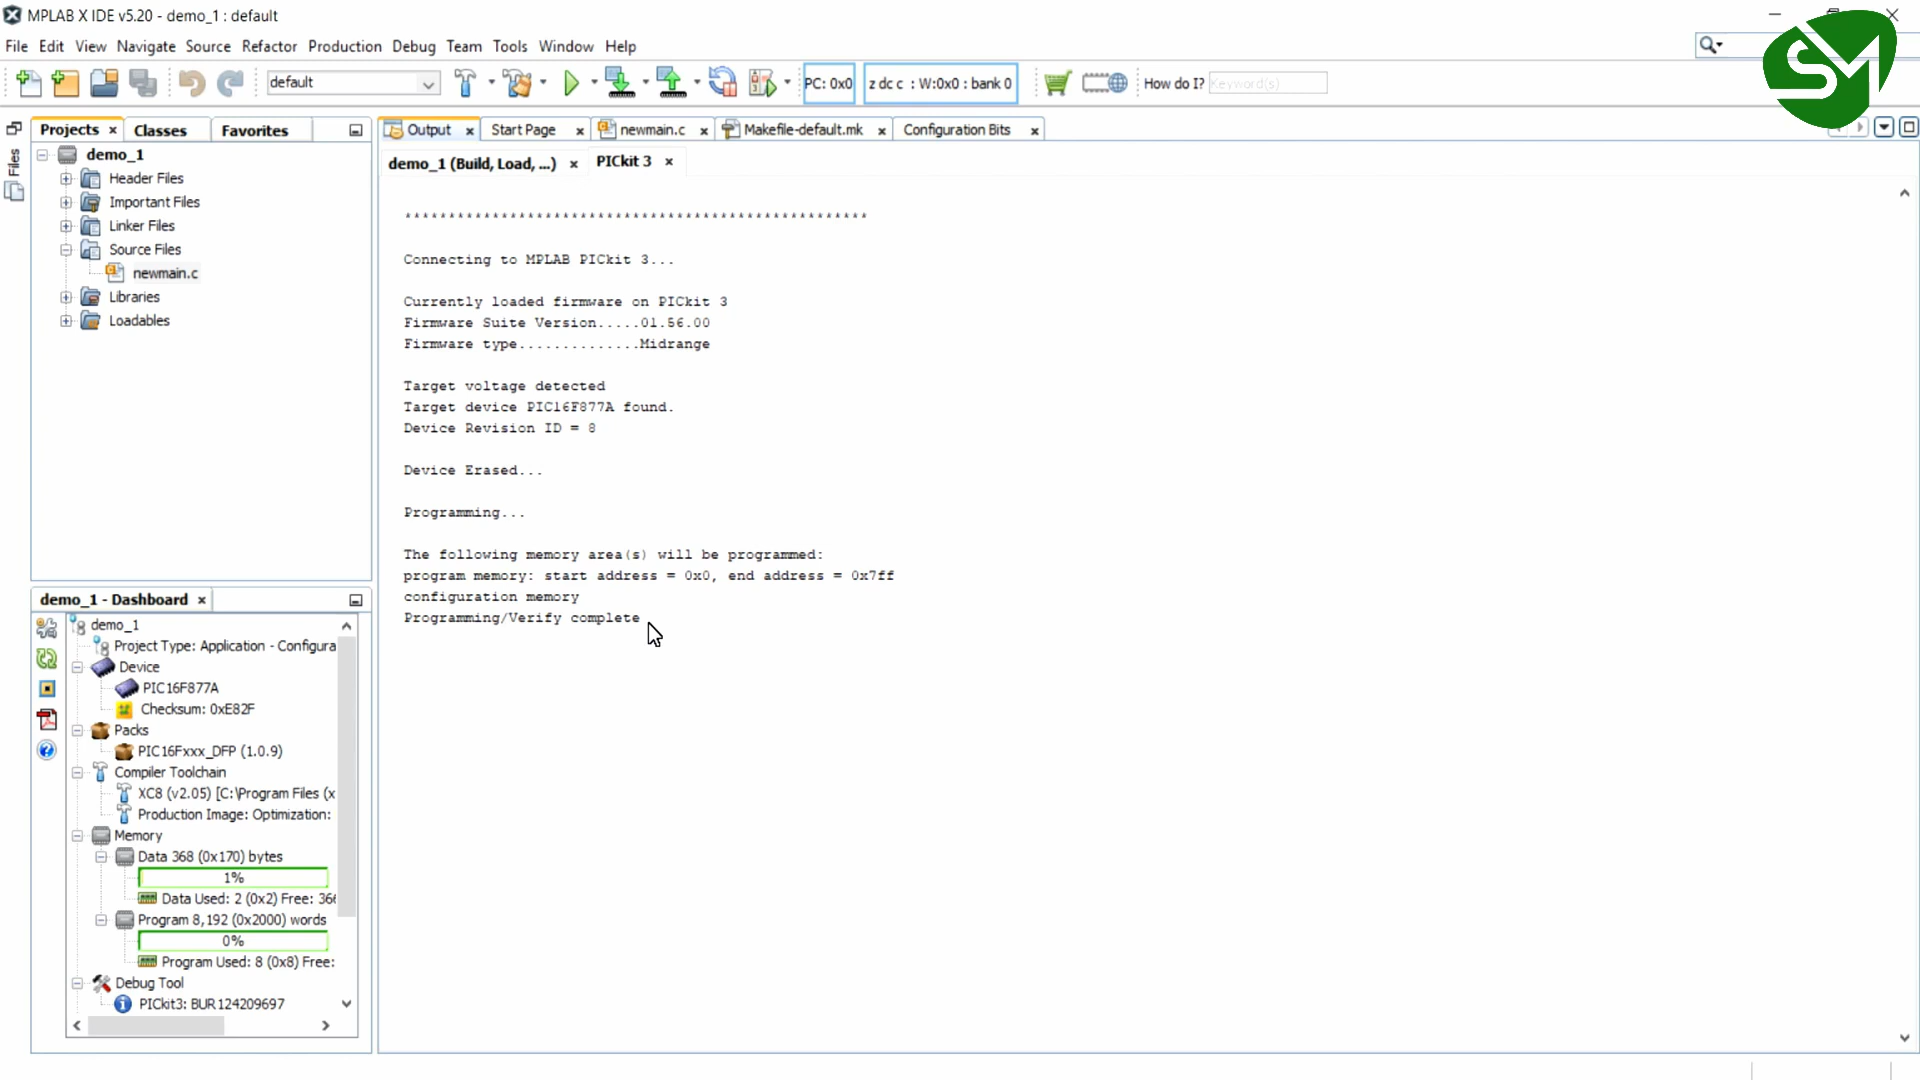 MPLAB X IDE v5.20 - demo_1 : default
File Edit View Navigate Source Refactor Production Debug Team Tools Window Help
default
PC: 0x0
z dc c : W:0x0 : bank 0
How do I?
Keyword(s)
SM
Projects
Classes
Favorites
Files
demo_1
Header Files
Important Files
Linker Files
Source Files
newmain.c
Libraries
Loadables
Output
Start Page
newmain.c
Makefile-default.mk
Configuration Bits
demo_1 (Build, Load, ...)
PICkit 3
*****************************************************
Connecting to MPLAB PICkit 3...
Currently loaded firmware on PICkit 3
Firmware Suite Version.....01.56.00
Firmware type..............Midrange
Target voltage detected
Target device PIC16F877A found.
Device Revision ID = 8
Device Erased...
Programming...
The following memory area(s) will be programmed:
program memory: start address = 0x0, end address = 0x7ff
configuration memory
Programming/Verify complete
demo_1 - Dashboard
demo_1
Project Type: Application - Configura
Device
PIC16F877A
Checksum: 0xE82F
Packs
PIC16Fxxx_DFP (1.0.9)
Compiler Toolchain
XC8 (v2.05) [C:\Program Files (x
Production Image: Optimization:
Memory
Data 368 (0x170) bytes
1%
Data Used: 2 (0x2) Free: 366
Program 8,192 (0x2000) words
0%
Program Used: 8 (0x8) Free:
Debug Tool
PICkit3: BUR124209697